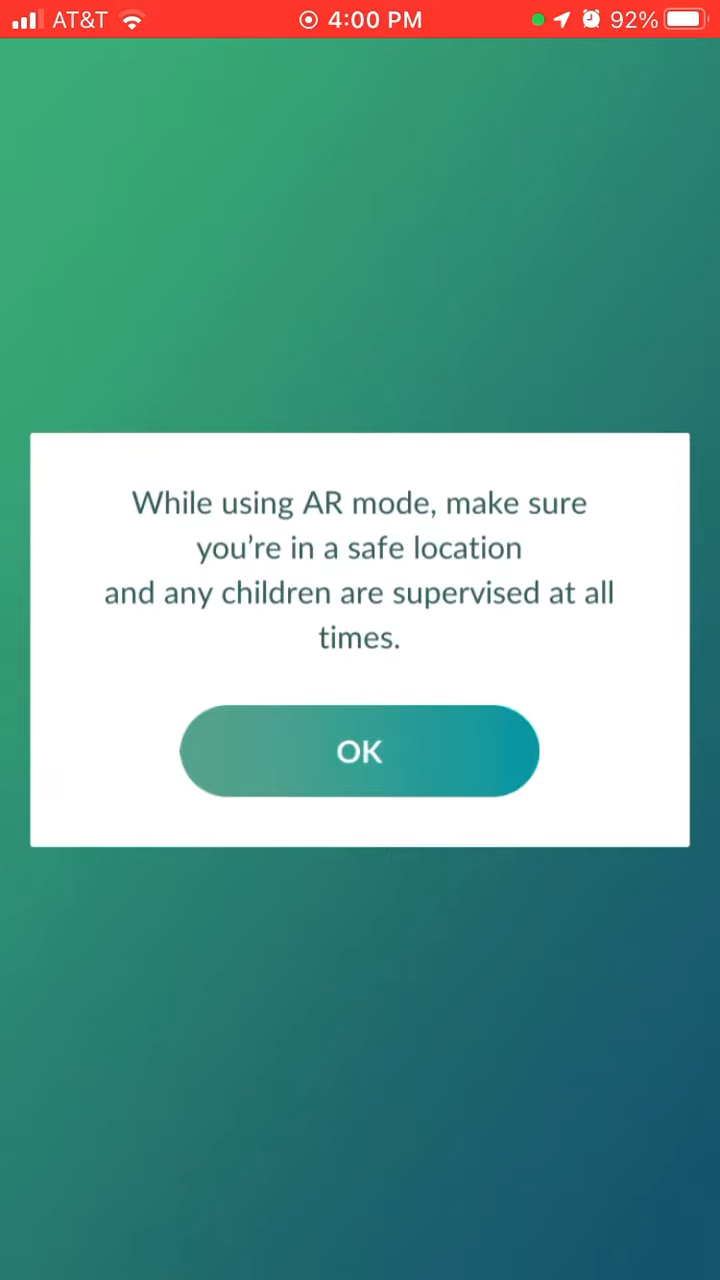 AT&T 4:00 PM 92%
While using AR mode, make sure
you’re in a safe location
and any children are supervised at all
times.
OK